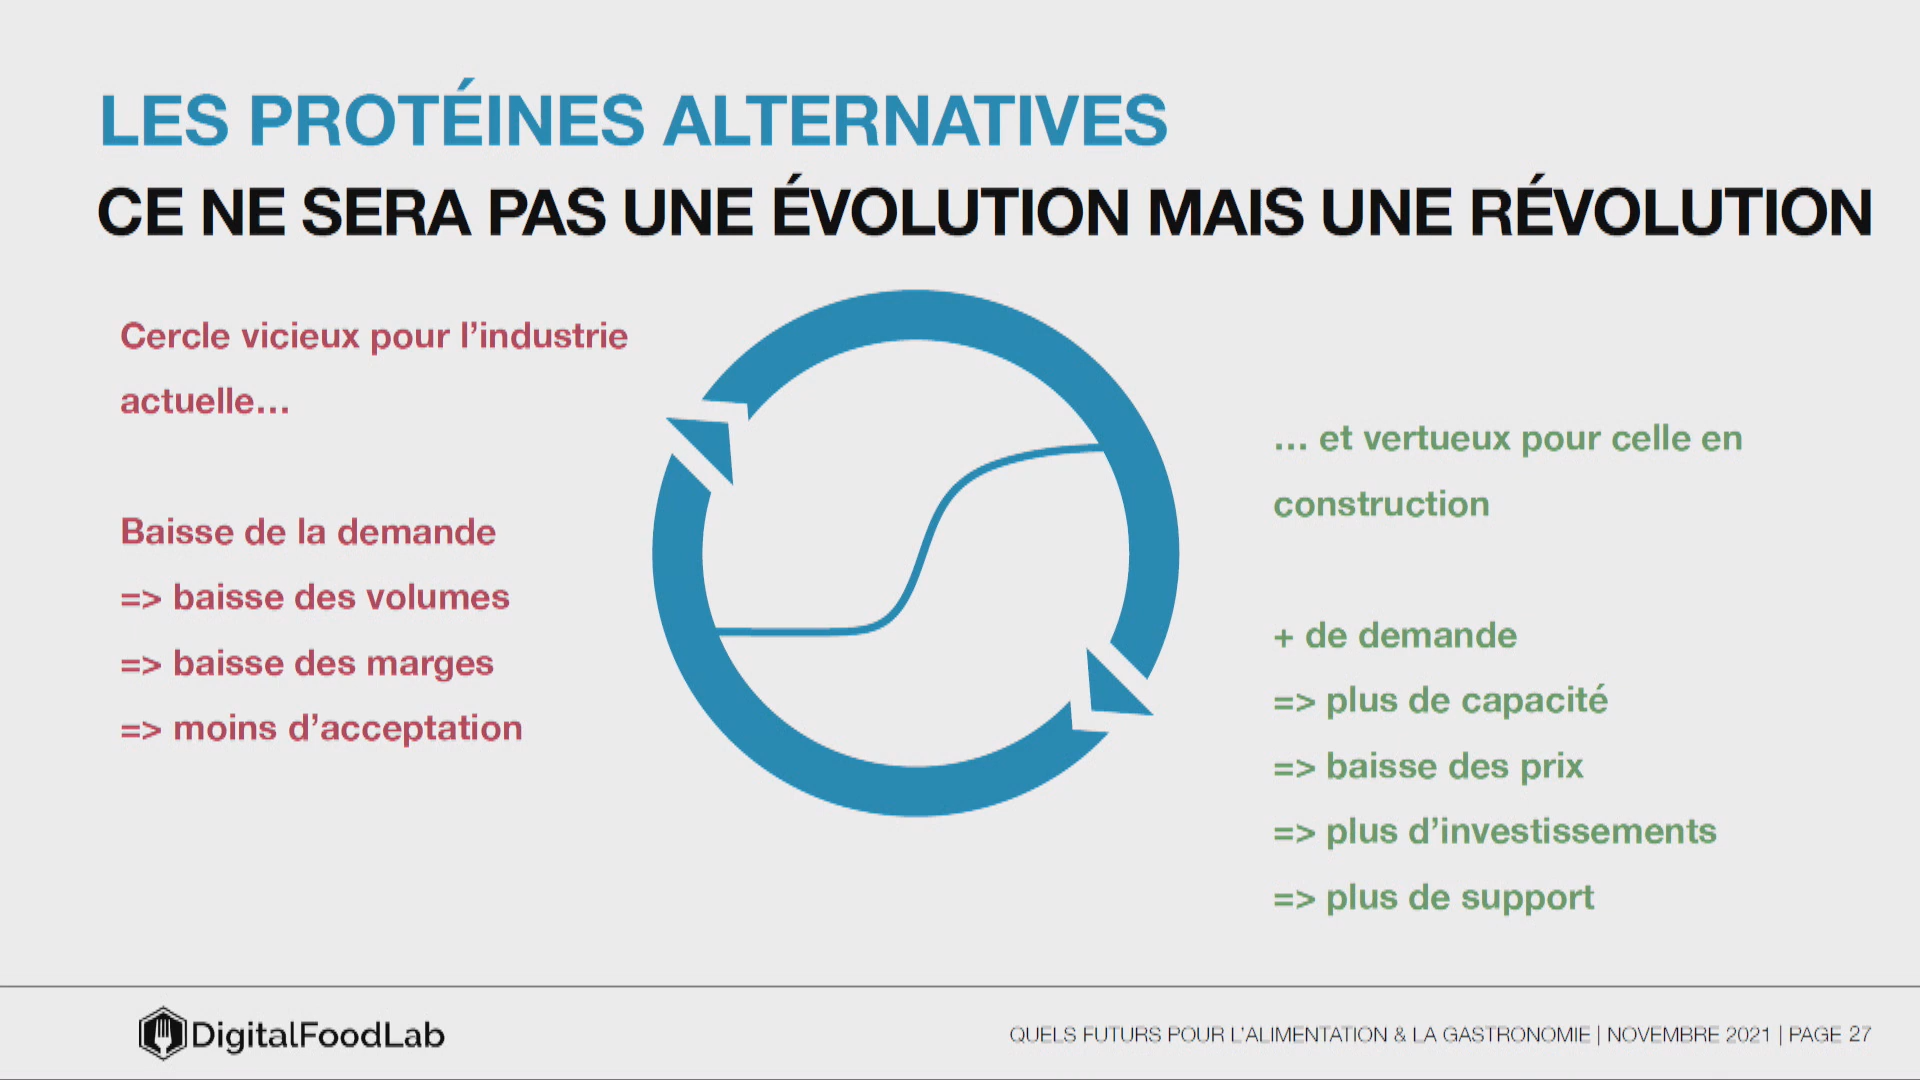 LES PROTÉINES ALTERNATIVES
CE NE SERA PAS UNE ÉVOLUTION MAIS UNE RÉVOLUTION
Cercle vicieux pour l’industrie
actuelle…
Baisse de la demande
=> baisse des volumes
=> baisse des marges
=> moins d’acceptation
… et vertueux pour celle en
construction
+ de demande
=> plus de capacité
=> baisse des prix
=> plus d’investissements
=> plus de support
DigitalFoodLab
QUELS FUTURS POUR L’ALIMENTATION & LA GASTRONOMIE | NOVEMBRE 2021 | PAGE 27